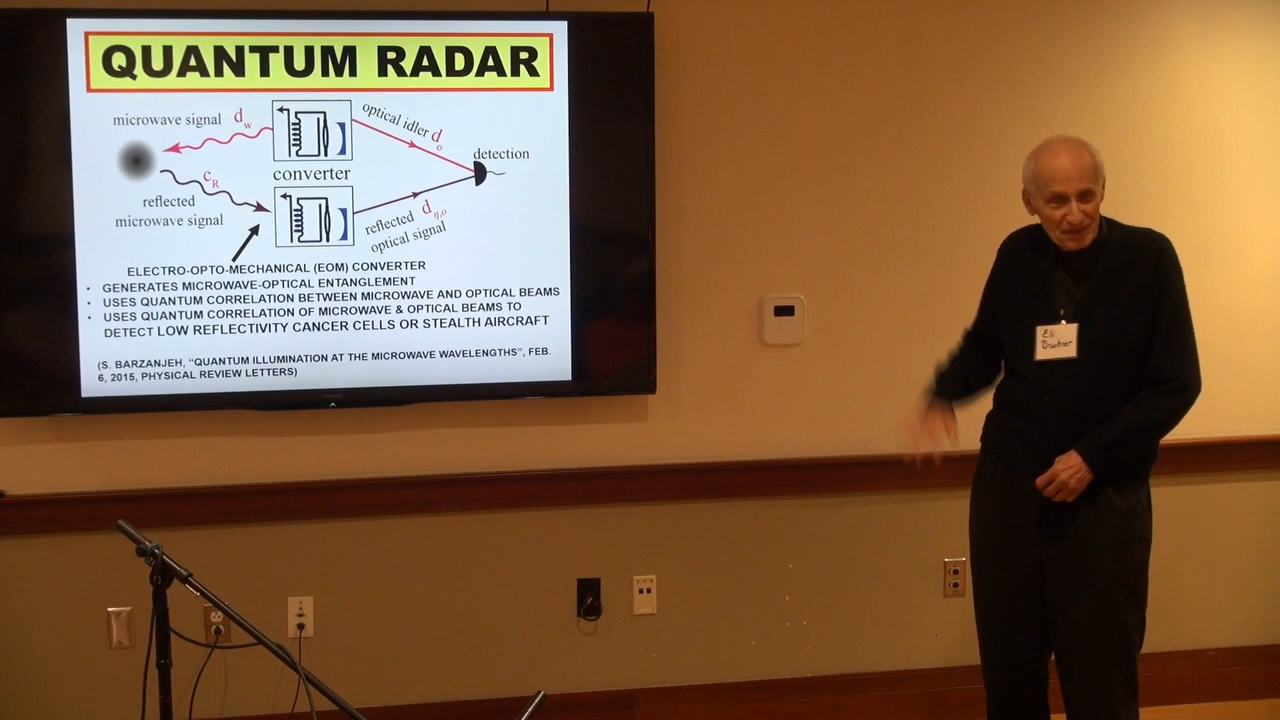 QUANTUM RADAR
microwave signal d_w
optical idler d_o
detection
converter
c_R
reflected
microwave signal
reflected d_η,o
optical signal
ELECTRO-OPTO-MECHANICAL (EOM) CONVERTER
• GENERATES MICROWAVE-OPTICAL ENTANGLEMENT
• USES QUANTUM CORRELATION BETWEEN MICROWAVE AND OPTICAL BEAMS
• USES QUANTUM CORRELATION OF MICROWAVE & OPTICAL BEAMS TO
DETECT LOW REFLECTIVITY CANCER CELLS OR STEALTH AIRCRAFT
(S. BARZANJEH, “QUANTUM ILLUMINATION AT THE MICROWAVE WAVELENGTHS”, FEB.
6, 2015, PHYSICAL REVIEW LETTERS)
Eli
Brookner